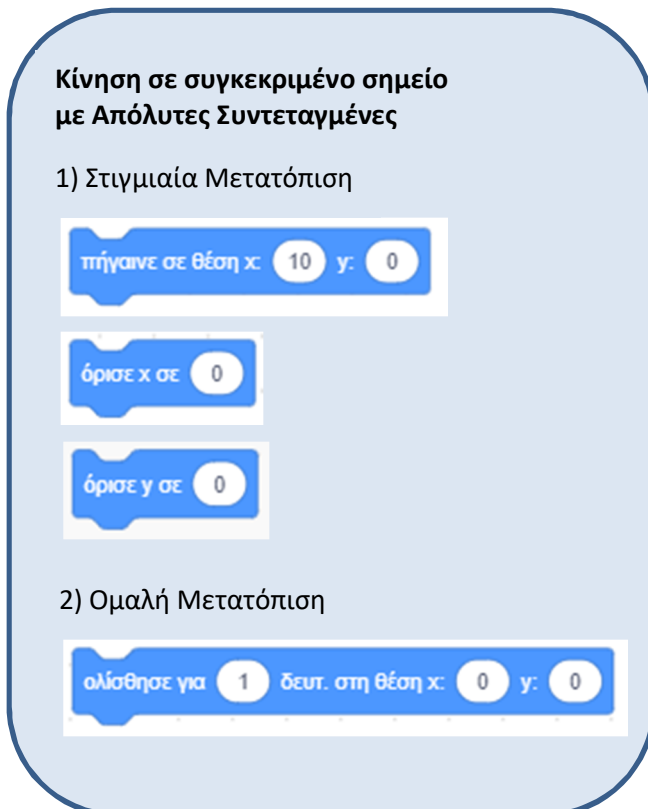 Κίνηση σε συγκεκριμένο σημείο
με Απόλυτες Συντεταγμένες
1) Στιγμιαία Μετατόπιση
πήγαινε σε θέση x: 10 y: 0
όρισε x σε 0
όρισε y σε 0
2) Ομαλή Μετατόπιση
ολίσθησε για 1 δευτ. στη θέση x: 0 y: 0